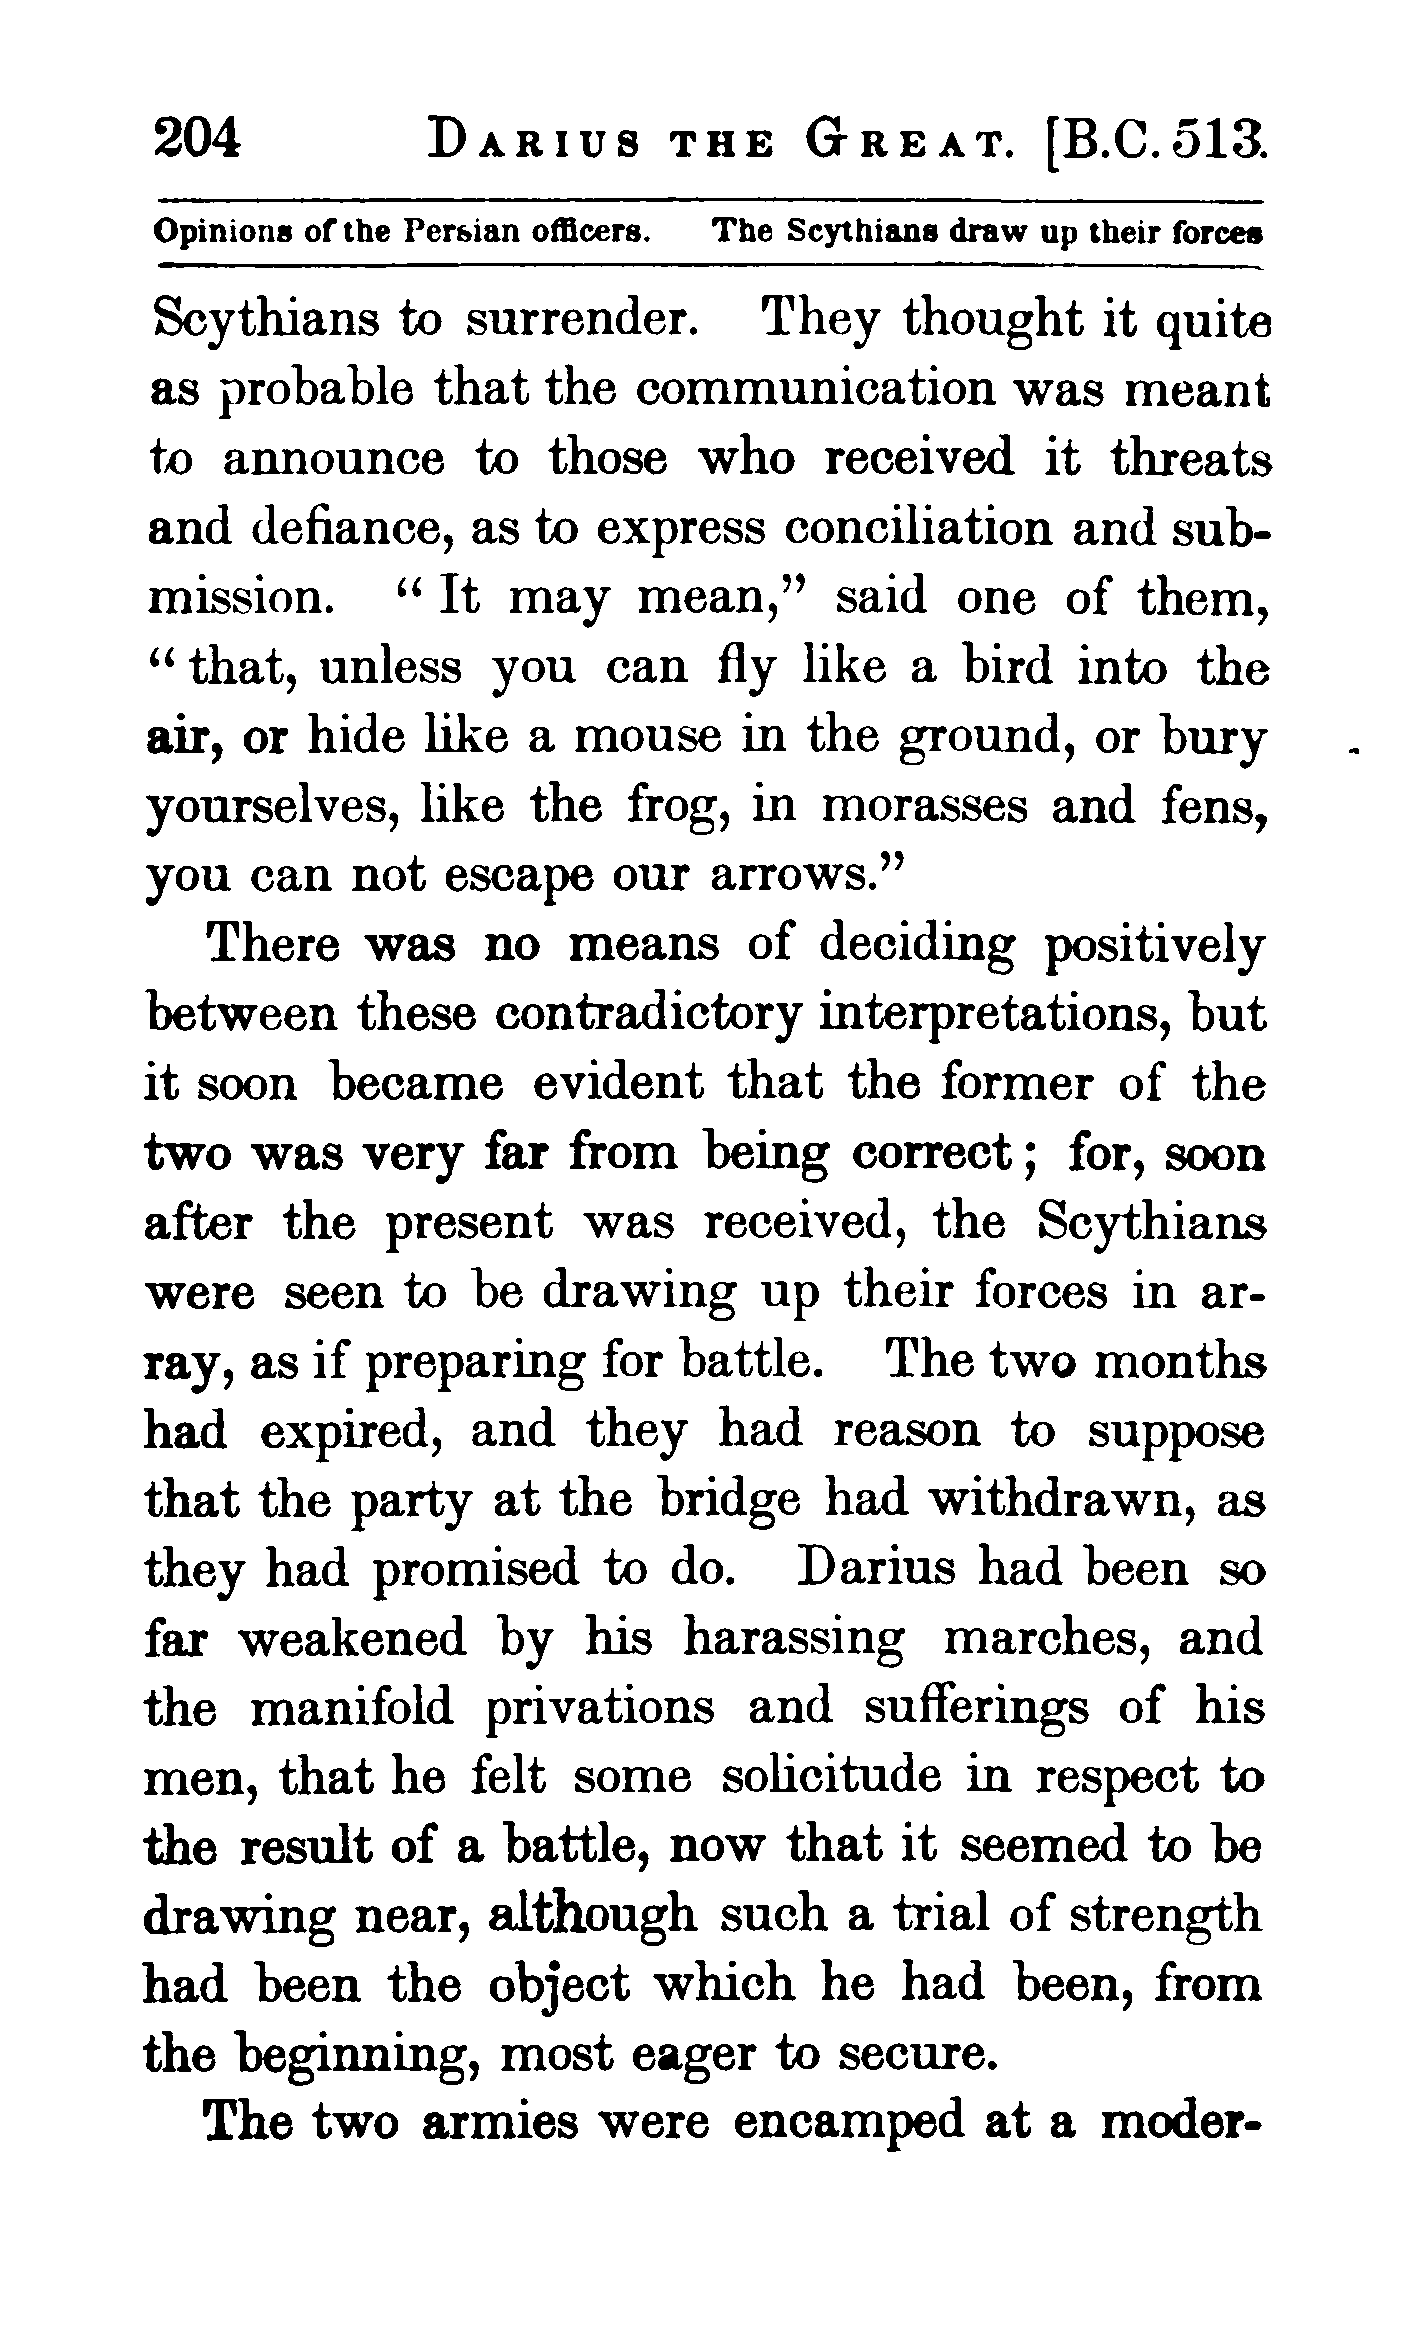 204 DARIUS THE GREAT. [B.C. 513.
Opinions of the Persian officers. The Scythians draw up their forces
Scythians to surrender. They thought it quite
as probable that the communication was meant
to announce to those who received it threats
and defiance, as to express conciliation and sub-
mission. “ It may mean,” said one of them,
“ that, unless you can fly like a bird into the
air, or hide like a mouse in the ground, or bury
yourselves, like the frog, in morasses and fens,
you can not escape our arrows.”
There was no means of deciding positively
between these contradictory interpretations, but
it soon became evident that the former of the
two was very far from being correct ; for, soon
after the present was received, the Scythians
were seen to be drawing up their forces in ar-
ray, as if preparing for battle. The two months
had expired, and they had reason to suppose
that the party at the bridge had withdrawn, as
they had promised to do. Darius had been so
far weakened by his harassing marches, and
the manifold privations and sufferings of his
men, that he felt some solicitude in respect to
the result of a battle, now that it seemed to be
drawing near, although such a trial of strength
had been the object which he had been, from
the beginning, most eager to secure.
The two armies were encamped at a moder-